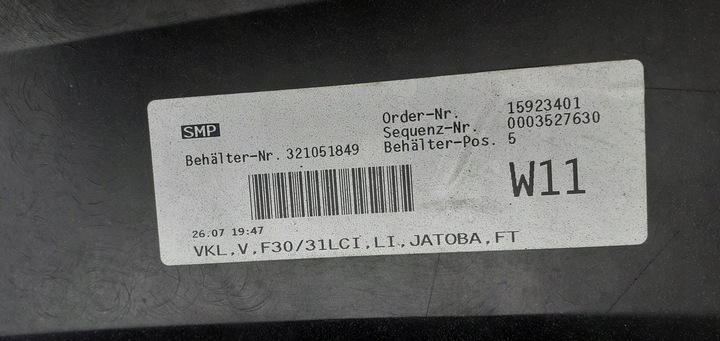 SMP
Order-Nr. 15923401
Sequenz-Nr. 0003527630
Behälter-Nr. 321051849 Behälter-Pos. 5
W11
26.07 19:47
VKL,V,F30/31LCI,LI,JATOBA,FT